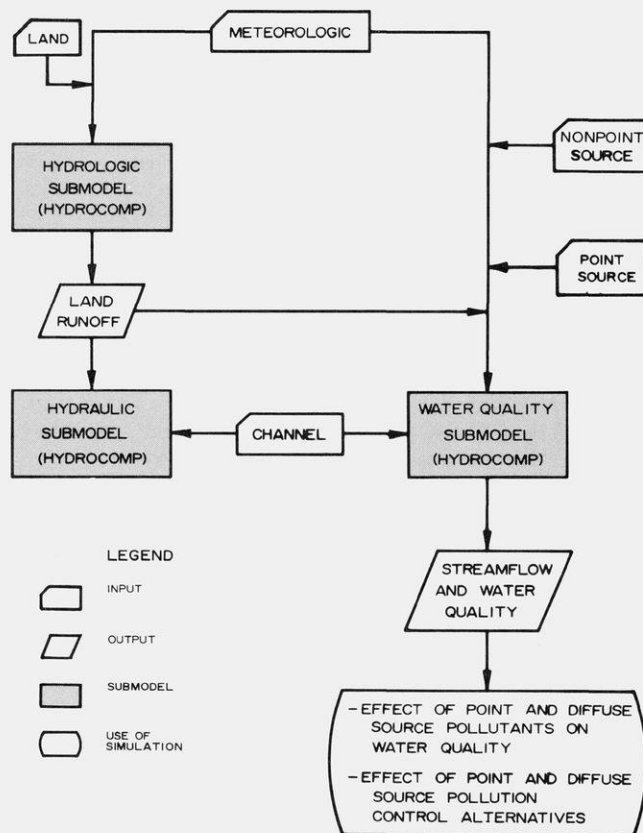 LAND
METEOROLOGIC
NONPOINT
SOURCE
HYDROLOGIC
SUBMODEL
(HYDROCOMP)
POINT
SOURCE
LAND
RUNOFF
HYDRAULIC
SUBMODEL
(HYDROCOMP)
CHANNEL
WATER QUALITY
SUBMODEL
(HYDROCOMP)
LEGEND
INPUT
OUTPUT
SUBMODEL
USE OF
SIMULATION
STREAMFLOW
AND WATER
QUALITY
-EFFECT OF POINT AND DIFFUSE
SOURCE POLLUTANTS ON
WATER QUALITY
-EFFECT OF POINT AND DIFFUSE
SOURCE POLLUTION
CONTROL ALTERNATIVES